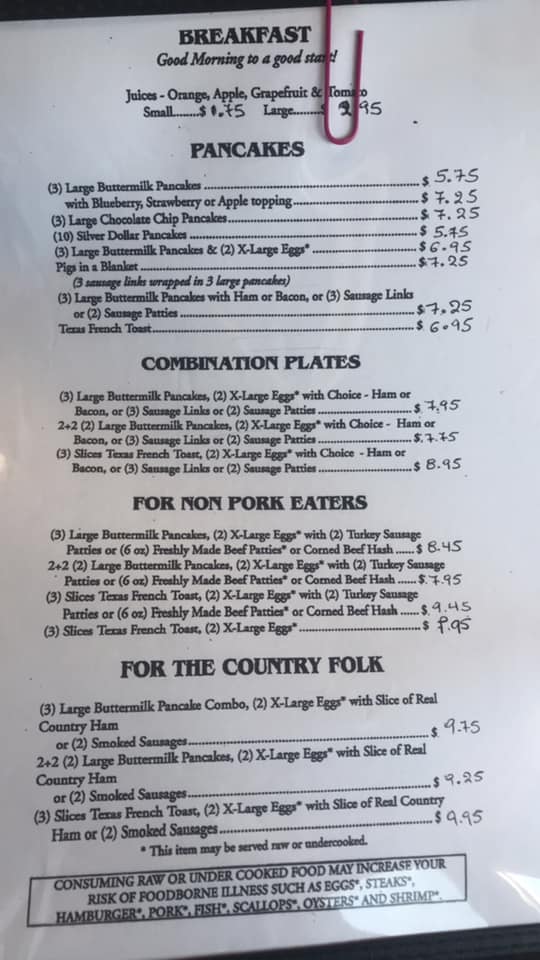 BREAKFAST
Good Morning to a good start!
Juices - Orange, Apple, Grapefruit & Tomato
Small........$ 1.75 Large.........$ 2.95
PANCAKES
(3) Large Buttermilk Pancakes ........................ $ 5.75
with Blueberry, Strawberry or Apple topping........................ $ 7.25
(3) Large Chocolate Chip Pancakes........................ $ 7.25
(10) Silver Dollar Pancakes ........................ $ 5.75
(3) Large Buttermilk Pancakes & (2) X-Large Eggs* ........................ $ 6.95
Pigs in a Blanket ........................ $ 7.25
(3 sausage links wrapped in 3 large pancakes)
(3) Large Buttermilk Pancakes with Ham or Bacon, or (3) Sausage Links
or (2) Sausage Patties ........................ $ 7.25
Texas French Toast........................ $ 6.95
COMBINATION PLATES
(3) Large Buttermilk Pancakes, (2) X-Large Eggs* with Choice - Ham or
Bacon, or (3) Sausage Links or (2) Sausage Patties ........................ $ 7.95
2+2 (2) Large Buttermilk Pancakes, (2) X-Large Eggs* with Choice - Ham or
Bacon, or (3) Sausage Links or (2) Sausage Patties ........................ $ 7.75
(3) Slices Texas French Toast, (2) X-Large Eggs* with Choice - Ham or
Bacon, or (3) Sausage Links or (2) Sausage Patties ........................ $ 8.95
FOR NON PORK EATERS
(3) Large Buttermilk Pancakes, (2) X-Large Eggs* with (2) Turkey Sausage
Patties or (6 oz) Freshly Made Beef Patties* or Corned Beef Hash ...... $ 8.45
2+2 (2) Large Buttermilk Pancakes, (2) X-Large Eggs* with (2) Turkey Sausage
Patties or (6 oz) Freshly Made Beef Patties* or Corned Beef Hash ...... $ 7.95
(3) Slices Texas French Toast, (2) X-Large Eggs* with (2) Turkey Sausage
Patties or (6 oz) Freshly Made Beef Patties* or Corned Beef Hash ...... $ 9.45
(3) Slices Texas French Toast, (2) X-Large Eggs* ........................ $
FOR THE COUNTRY FOLK
(3) Large Buttermilk Pancake Combo, (2) X-Large Eggs* with Slice of Real
Country Ham
or (2) Smoked Sausages........................ $ 9.75
2+2 (2) Large Buttermilk Pancakes, (2) X-Large Eggs* with Slice of Real
Country Ham
or (2) Smoked Sausages........................ $ 9.25
(3) Slices Texas French Toast, (2) X-Large Eggs* with Slice of Real Country
Ham or (2) Smoked Sausages........................ $ 9.95
* This item may be served raw or undercooked.
CONSUMING RAW OR UNDER COOKED FOOD MAY INCREASE YOUR
RISK OF FOODBORNE ILLNESS SUCH AS EGGS*, STEAKS*,
HAMBURGER*, PORK*, FISH*, SCALLOPS*, OYSTERS* AND SHRIMP*.